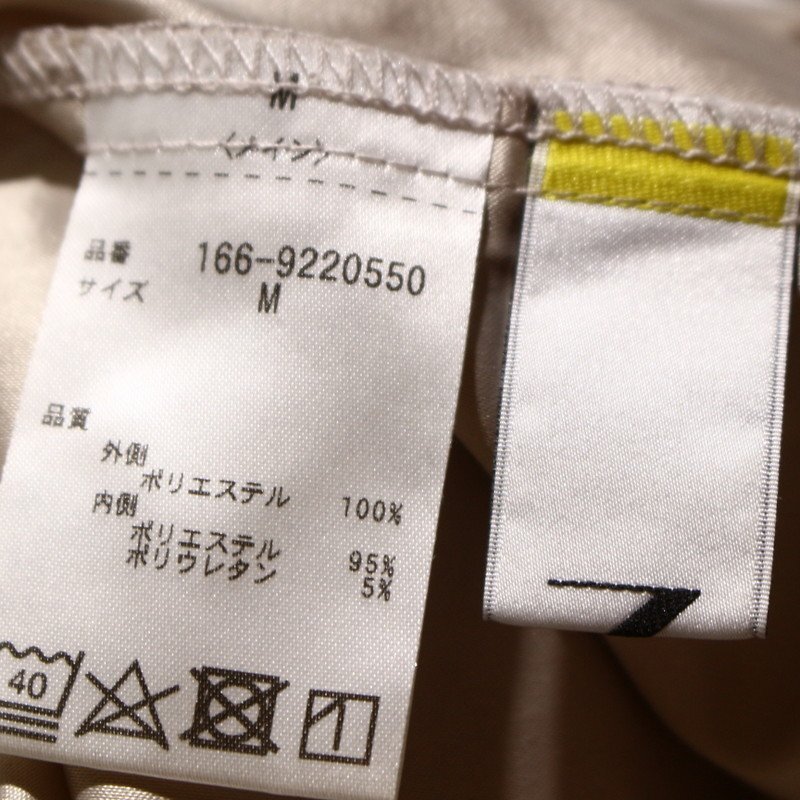 M
〈メイン〉
品番 166-9220550
サイズ M
品質
外側
ポリエステル 100%
内側
ポリエステル 95%
ポリウレタン 5%
40